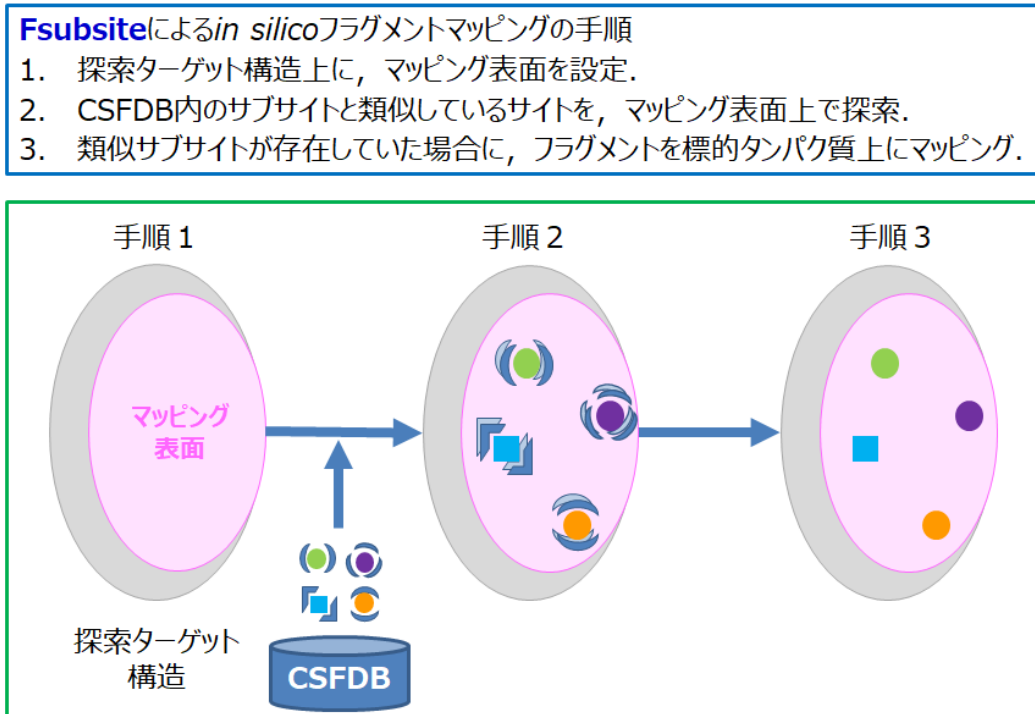 Fsubsiteによるin silicoフラグメントマッピングの手順
1. 探索ターゲット構造上に，マッピング表面を設定．
2. CSFDB内のサブサイトと類似しているサイトを，マッピング表面上で探索．
3. 類似サブサイトが存在していた場合に，フラグメントを標的タンパク質上にマッピング．
手順１
手順２
手順３
マッピング
表面
探索ターゲット
構造
CSFDB